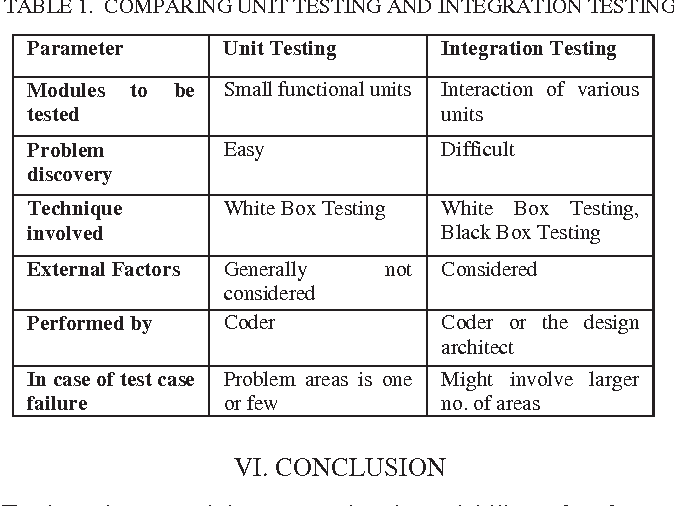 TABLE 1. COMPARING UNIT TESTING AND INTEGRATION TESTING
Parameter Unit Testing Integration Testing
Modules to be Small functional units Interaction of various
tested units
Problem Easy Difficult
discovery
Technique White Box Testing White Box Testing,
involved Black Box Testing
External Factors Generally not Considered
considered
Performed by Coder Coder or the design
architect
In case of test case Problem areas is one Might involve larger
failure or few no. of areas
VI. CONCLUSION